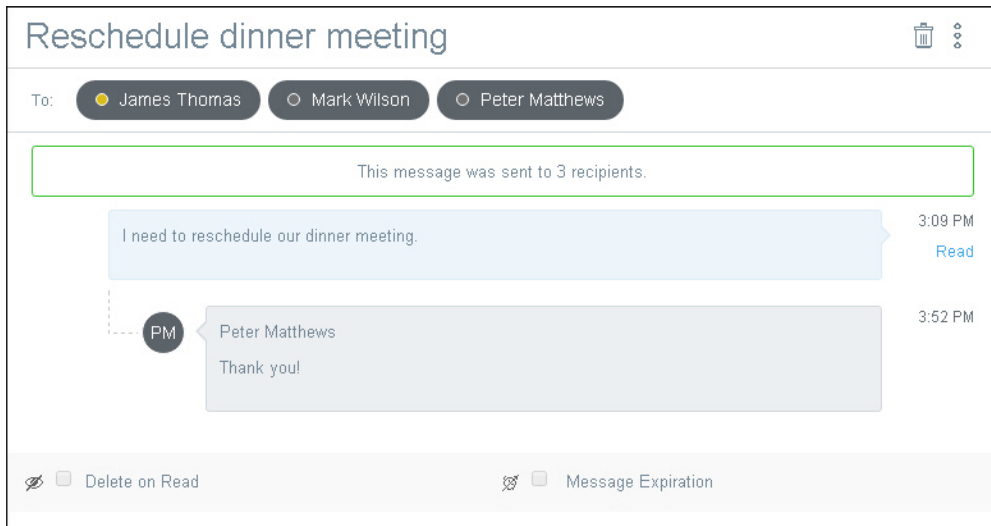 Reschedule dinner meeting
To: James Thomas Mark Wilson Peter Matthews
This message was sent to 3 recipients.
I need to reschedule our dinner meeting.
3:09 PM
Read
PM
Peter Matthews
Thank you!
3:52 PM
Delete on Read Message Expiration